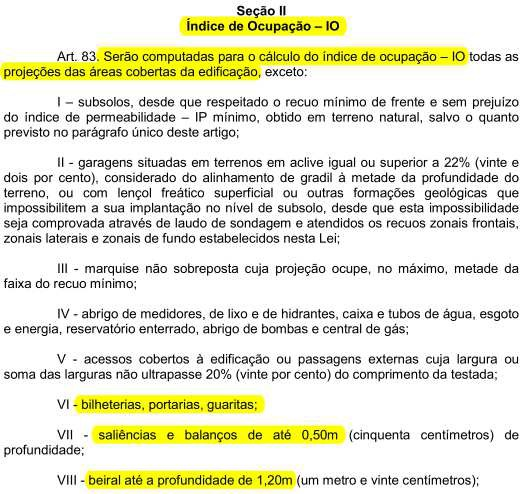 Seção II
Índice de Ocupação – IO
Art. 83. Serão computadas para o cálculo do índice de ocupação – IO todas as
projeções das áreas cobertas da edificação, exceto:
I – subsolos, desde que respeitado o recuo mínimo de frente e sem prejuízo
do índice de permeabilidade – IP mínimo, obtido em terreno natural, salvo o quanto
previsto no parágrafo único deste artigo;
II - garagens situadas em terrenos em aclive igual ou superior a 22% (vinte e
dois por cento), considerado do alinhamento de gradil à metade da profundidade do
terreno, ou com lençol freático superficial ou outras formações geológicas que
impossibilitem a sua implantação no nível de subsolo, desde que esta impossibilidade
seja comprovada através de laudo de sondagem e atendidos os recuos zonais frontais,
zonais laterais e zonais de fundo estabelecidos nesta Lei;
III - marquise não sobreposta cuja projeção ocupe, no máximo, metade da
faixa do recuo mínimo;
IV - abrigo de medidores, de lixo e de hidrantes, caixa e tubos de água, esgoto
e energia, reservatório enterrado, abrigo de bombas e central de gás;
V - acessos cobertos à edificação ou passagens externas cuja largura ou
soma das larguras não ultrapasse 20% (vinte por cento) do comprimento da testada;
VI - bilheterias, portarias, guaritas;
VII - saliências e balanços de até 0,50m (cinquenta centímetros) de
profundidade;
VIII - beiral até a profundidade de 1,20m (um metro e vinte centímetros);